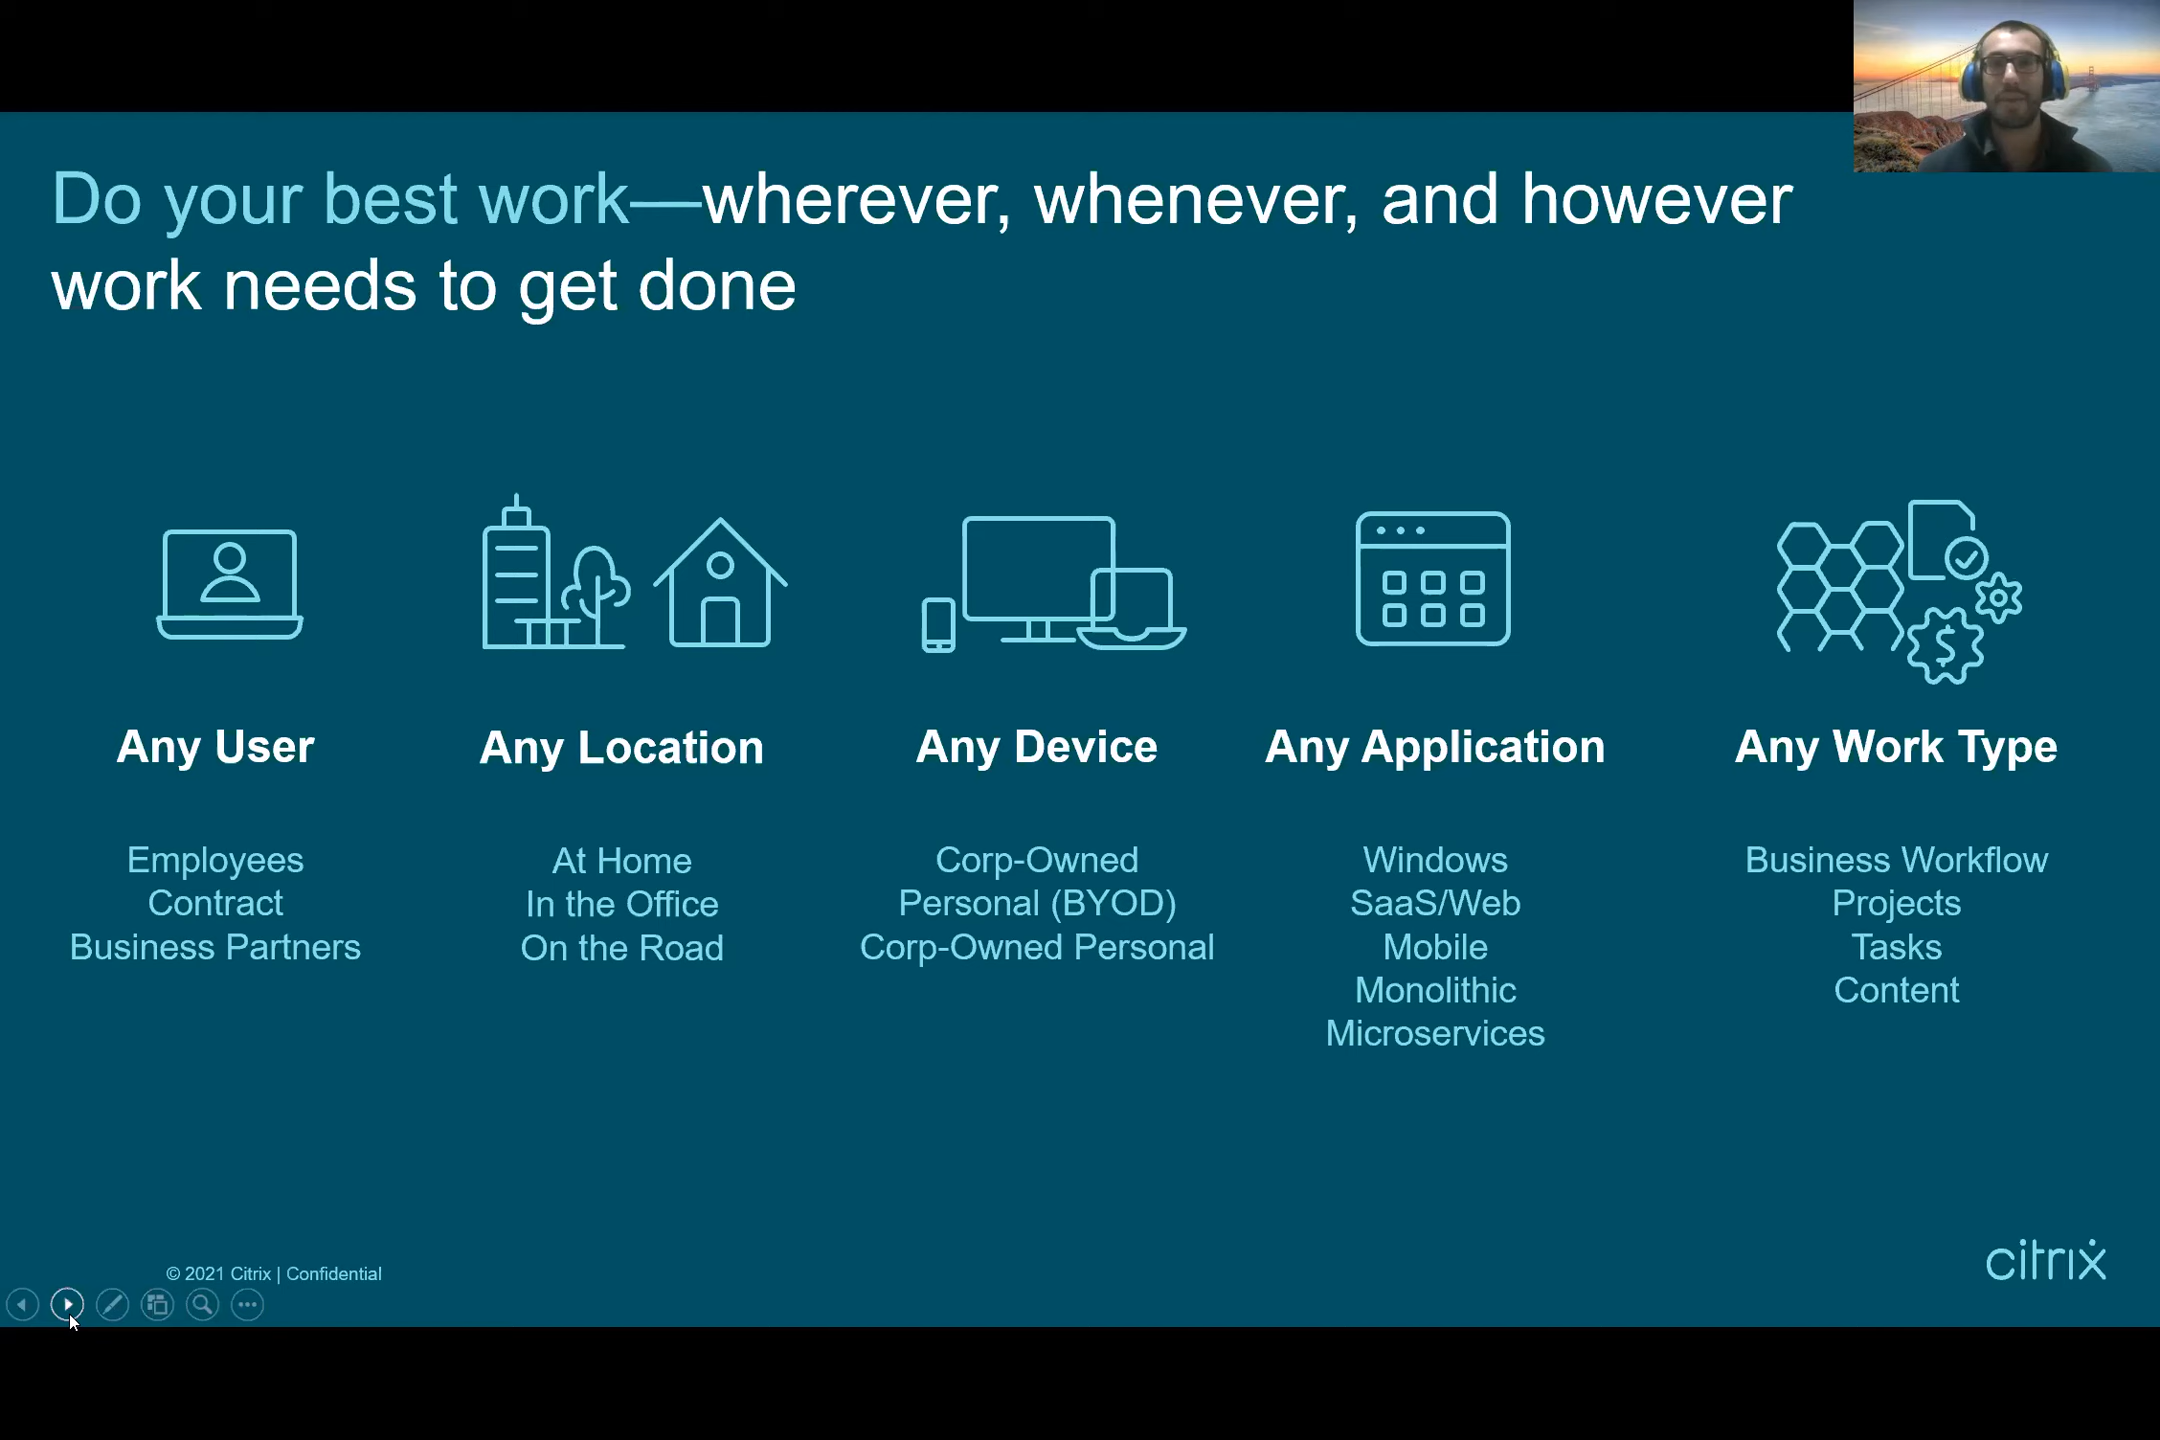 Do your best work—wherever, whenever, and however
work needs to get done
Any User
Employees
Contract
Business Partners
Any Location
At Home
In the Office
On the Road
Any Device
Corp-Owned
Personal (BYOD)
Corp-Owned Personal
Any Application
Windows
SaaS/Web
Mobile
Monolithic
Microservices
Any Work Type
Business Workflow
Projects
Tasks
Content
© 2021 Citrix | Confidential
citrix